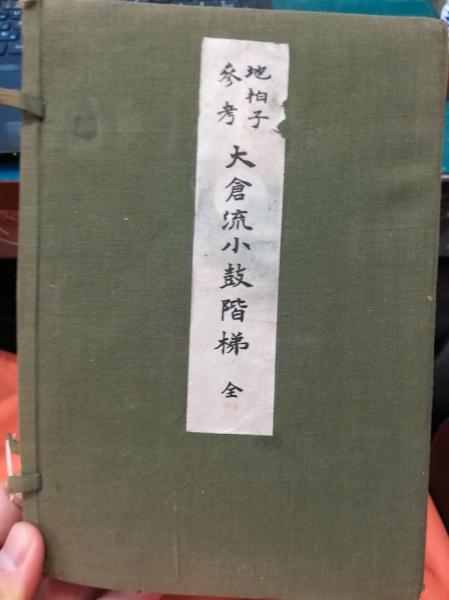 地拍子
參考
大倉流小鼓階梯 全